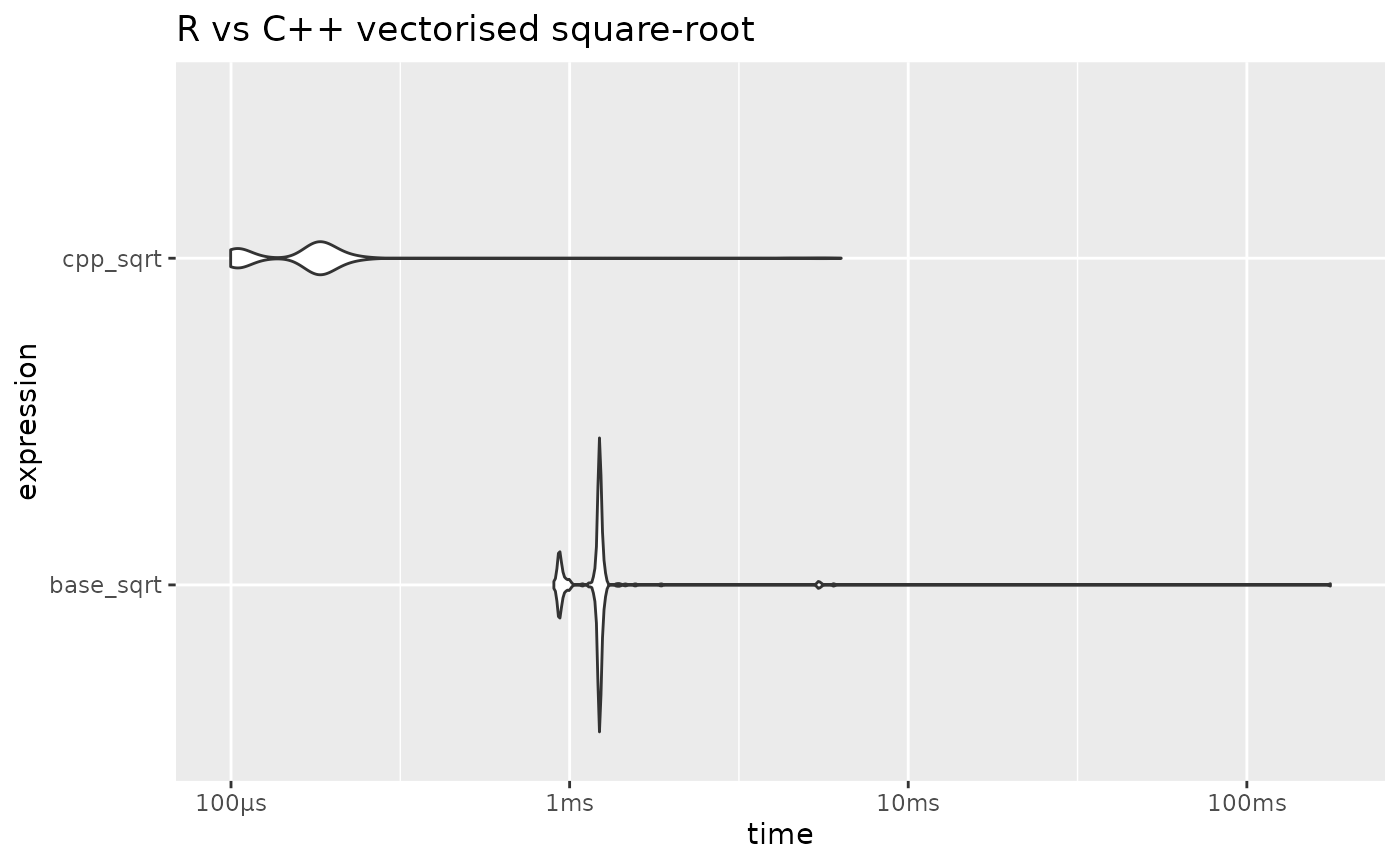 R vs C++ vectorised square-root
expression
cpp_sqrt
base_sqrt
100µs 1ms 10ms 100ms
time